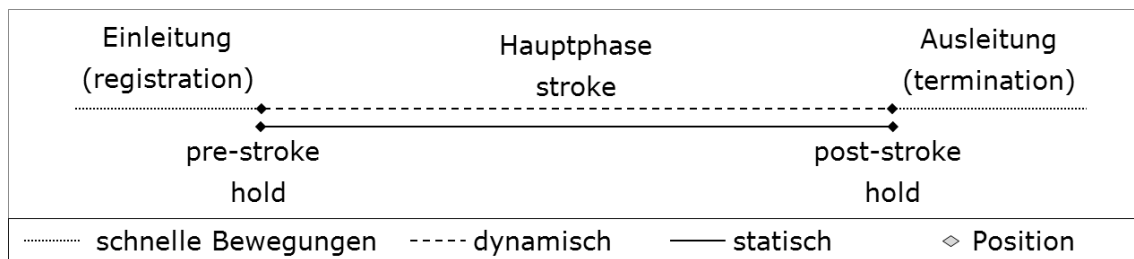 Einleitung
(registration)
Hauptphase
stroke
Ausleitung
(termination)
pre-stroke
hold
post-stroke
hold
schnelle Bewegungen
dynamisch
statisch
Position